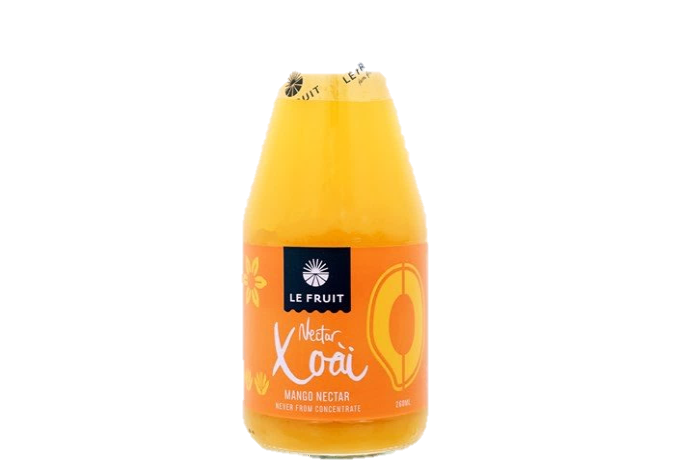 LE FRUIT
Nectar
Xoài
MANGO NECTAR
NEVER FROM CONCENTRATE